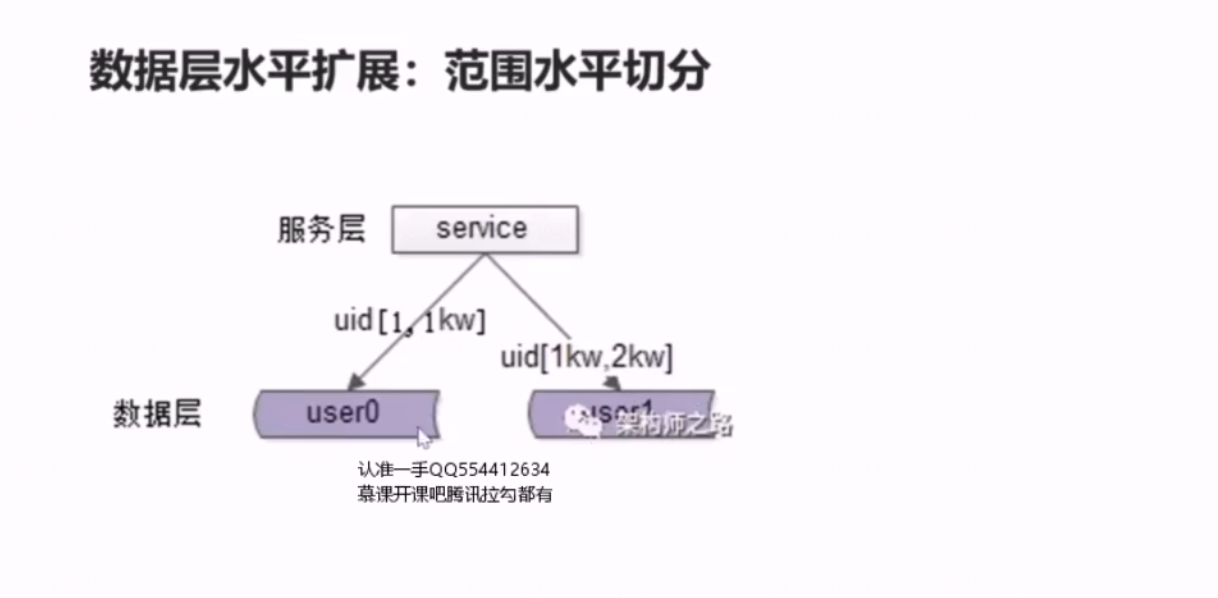 数据层水平扩展：范围水平切分
服务层
service
uid[1, 1kw]
uid[1kw,2kw]
数据层
user0
user1
架构师之路
认准一手QQ554412634
慕课开课吧腾讯拉勾都有